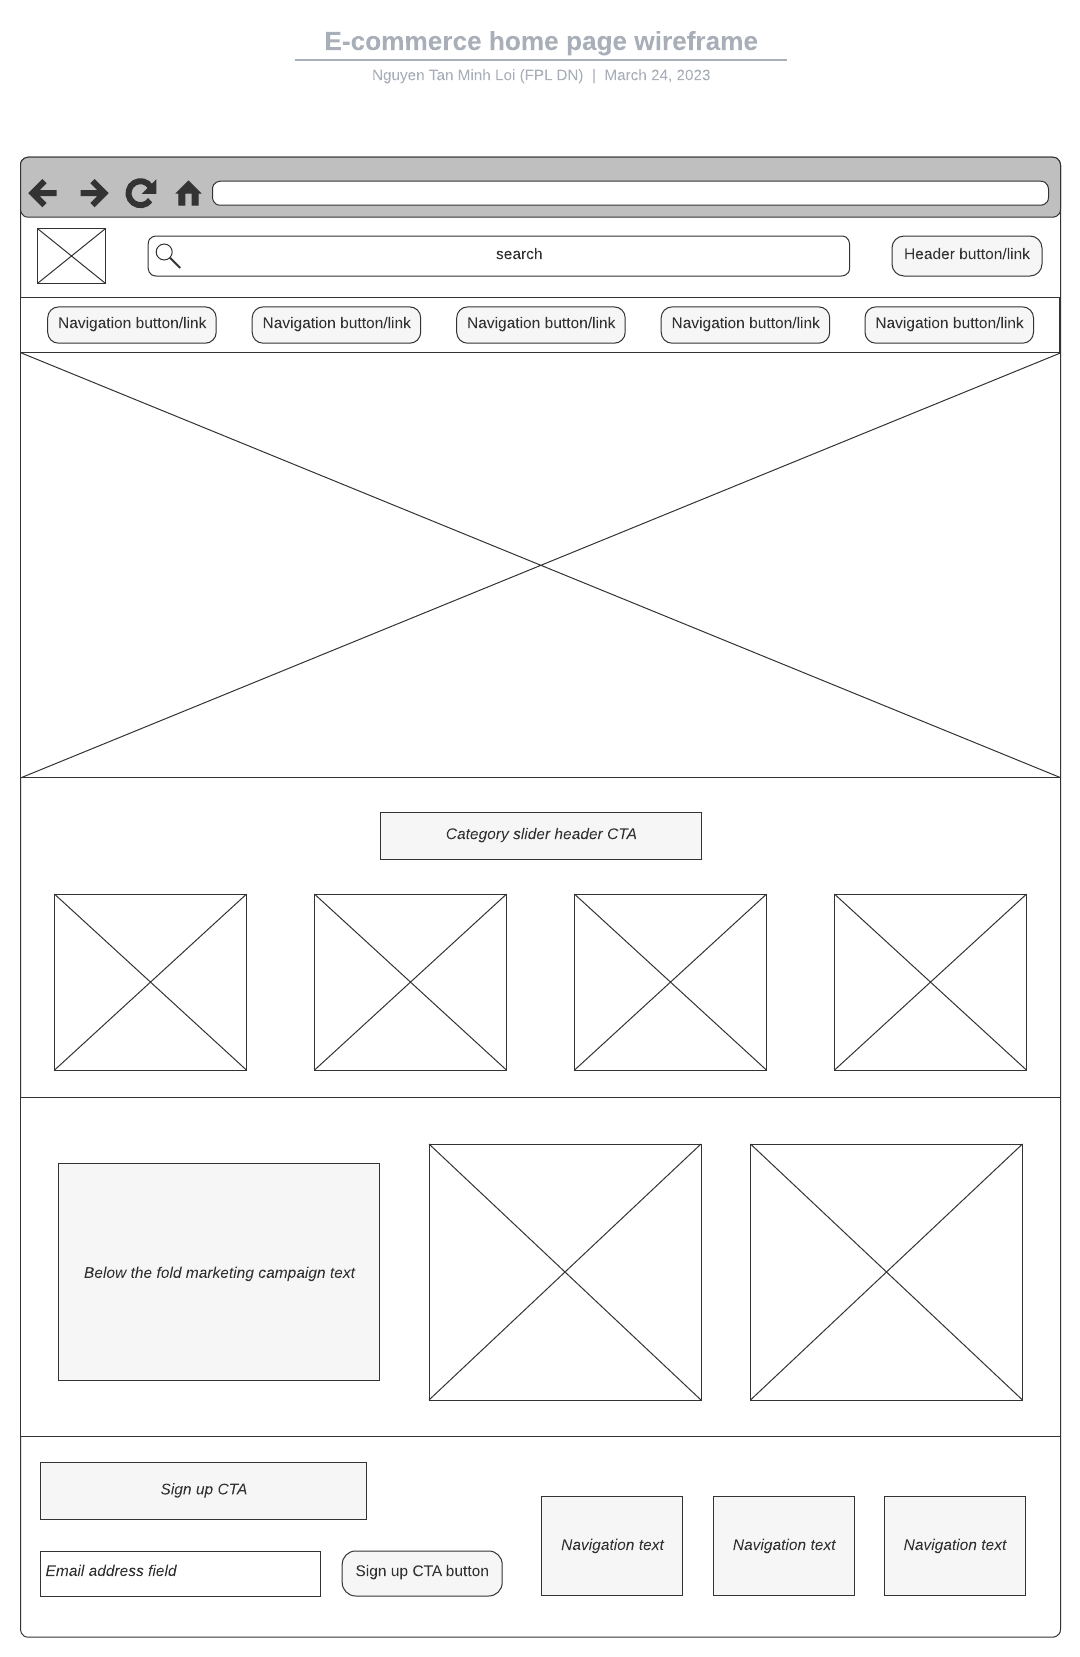 E-commerce home page wireframe
Nguyen Tan Minh Loi (FPL DN) | March 24, 2023
search
Header button/link
Navigation button/link
Navigation button/link
Navigation button/link
Navigation button/link
Navigation button/link
Category slider header CTA
Below the fold marketing campaign text
Sign up CTA
Email address field
Sign up CTA button
Navigation text
Navigation text
Navigation text